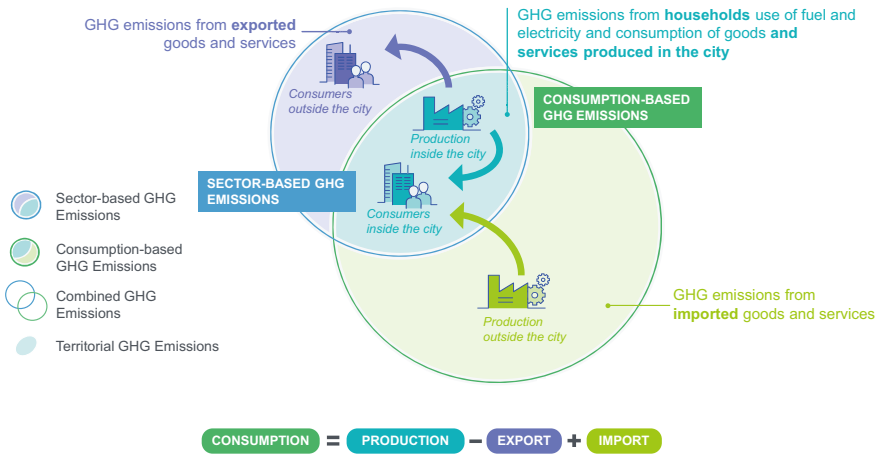 GHG emissions from exported
goods and services
GHG emissions from households use of fuel and
electricity and consumption of goods and
services produced in the city
Consumers
outside the city
CONSUMPTION-BASED
GHG EMISSIONS
Production
inside the city
SECTOR-BASED GHG
EMISSIONS
Consumers
inside the city
Sector-based GHG
Emissions
Consumption-based
GHG Emissions
Combined GHG
Emissions
Territorial GHG Emissions
GHG emissions from
imported goods and services
Production
outside the city
CONSUMPTION = PRODUCTION − EXPORT + IMPORT